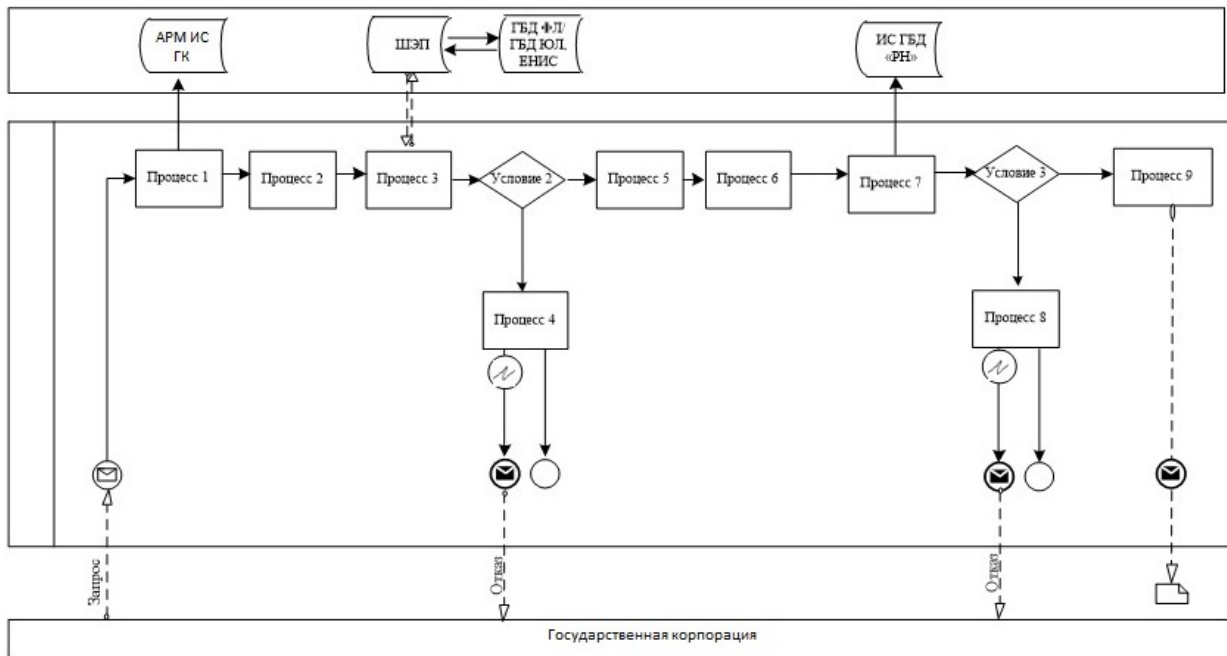 АРМ ИС
ГК
ШЭП
ГБД ФЛ/
ГБД ЮЛ,
ЕНИС
ИС ГБД
«РН»
Процесс 1
Процесс 2
Процесс 3
Условие 2
Процесс 5
Процесс 6
Процесс 7
Условие 3
Процесс 9
Процесс 4
Процесс 8
Запрос
Отказ
Отказ
Государственная корпорация